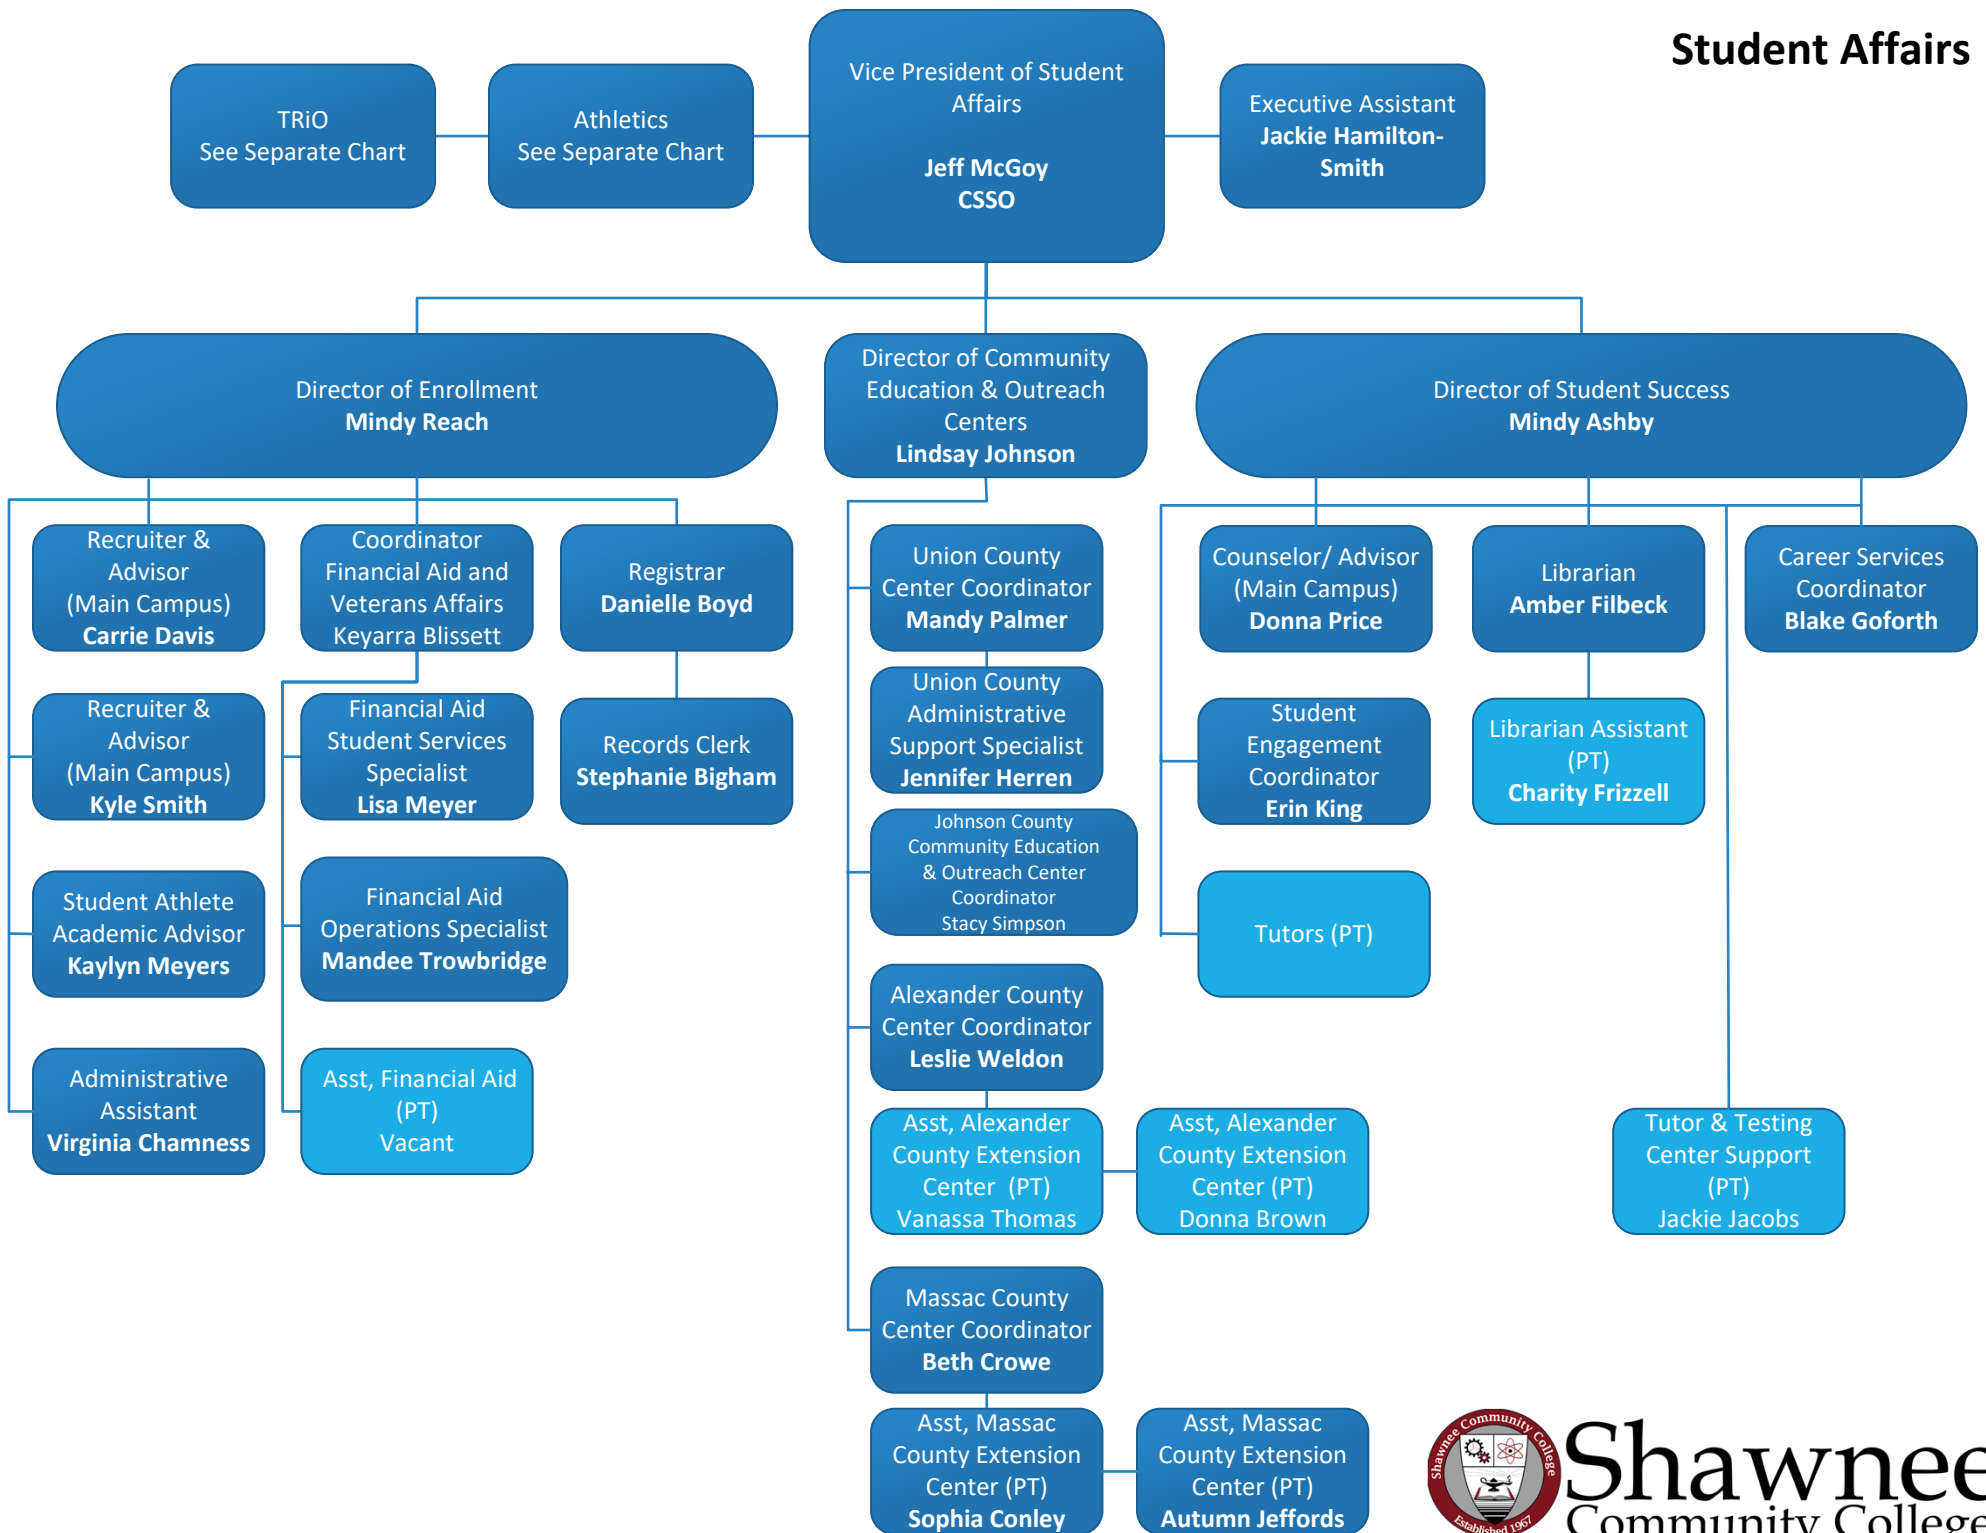 Student Affairs
TRiO
See Separate Chart
Athletics
See Separate Chart
Vice President of Student
Affairs
Jeff McGoy
CSSO
Executive Assistant
Jackie Hamilton-
Smith
Director of Enrollment
Mindy Reach
Director of Community
Education & Outreach
Centers
Lindsay Johnson
Director of Student Success
Mindy Ashby
Recruiter &
Advisor
(Main Campus)
Carrie Davis
Coordinator
Financial Aid and
Veterans Affairs
Keyarra Blissett
Registrar
Danielle Boyd
Union County
Center Coordinator
Mandy Palmer
Counselor/ Advisor
(Main Campus)
Donna Price
Librarian
Amber Filbeck
Career Services
Coordinator
Blake Goforth
Recruiter &
Advisor
(Main Campus)
Kyle Smith
Financial Aid
Student Services
Specialist
Lisa Meyer
Records Clerk
Stephanie Bigham
Union County
Administrative
Support Specialist
Jennifer Herren
Student
Engagement
Coordinator
Erin King
Librarian Assistant
(PT)
Charity Frizzell
Johnson County
Community Education
& Outreach Center
Coordinator
Stacy Simpson
Student Athlete
Academic Advisor
Kaylyn Meyers
Financial Aid
Operations Specialist
Mandee Trowbridge
Tutors (PT)
Alexander County
Center Coordinator
Leslie Weldon
Administrative
Assistant
Virginia Chamness
Asst, Financial Aid
(PT)
Vacant
Asst, Alexander
County Extension
Center (PT)
Vanassa Thomas
Asst, Alexander
County Extension
Center (PT)
Donna Brown
Tutor & Testing
Center Support
(PT)
Jackie Jacobs
Massac County
Center Coordinator
Beth Crowe
Asst, Massac
County Extension
Center (PT)
Sophia Conley
Asst, Massac
County Extension
Center (PT)
Autumn Jeffords
Shawnee Community College
Established 1967
Shawnee
Community College